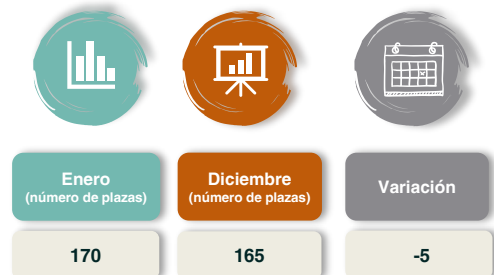 Enero
(número de plazas)
Diciembre
(número de plazas)
Variación
170
165
-5